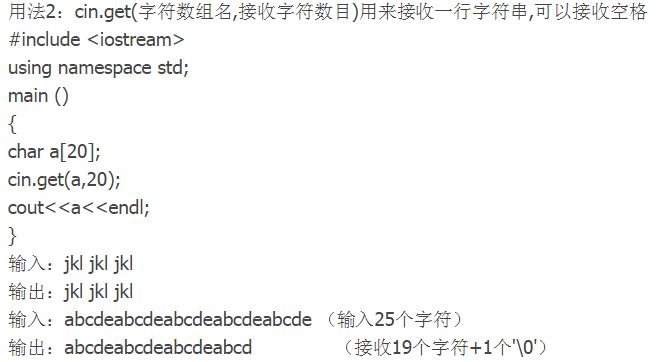 用法2：cin.get(字符数组名,接收字符数目)用来接收一行字符串,可以接收空格
#include <iostream>
using namespace std;
main ()
{
char a[20];
cin.get(a,20);
cout<<a<<endl;
}
输入：jkl jkl jkl
输出：jkl jkl jkl
输入：abcdeabcdeabcdeabcdeabcde （输入25个字符）
输出：abcdeabcdeabcdeabcd （接收19个字符+1个'\0'）